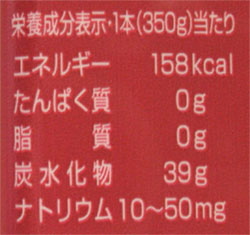 栄養成分表示・1本(350g)当たり
エネルギー 158kcal
たんぱく質 0g
脂質 0g
炭水化物 39g
ナトリウム10〜50mg